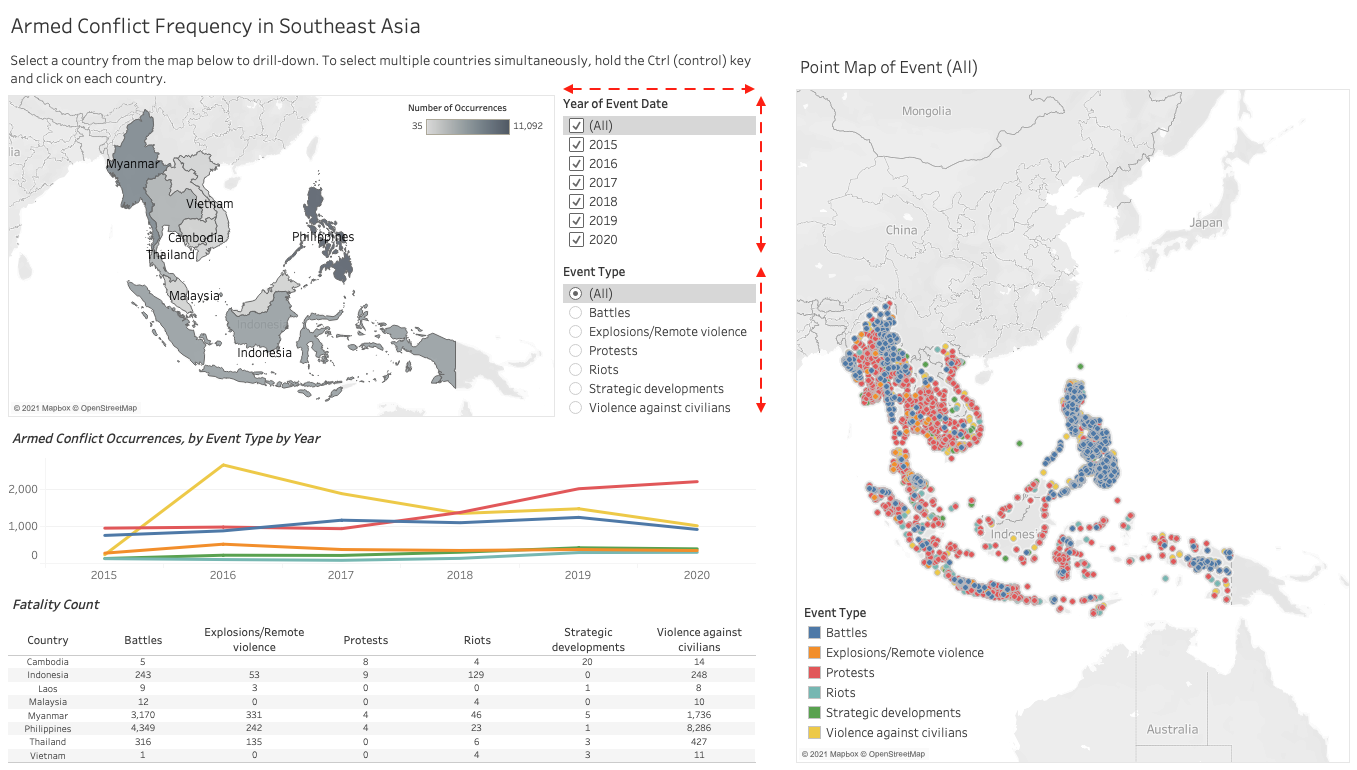 Armed Conflict Frequency in Southeast Asia
Select a country from the map below to drill-down. To select multiple countries simultaneously, hold the Ctrl (control) key
and click on each country.
Number of Occurrences
35 11,092
lia
Myanmar
Vietnam
Cambodia
Thailand
Philippines
Malaysia
Indonesia
Indonesia
© 2021 Mapbox © OpenStreetMap
Year of Event Date
(All)
2015
2016
2017
2018
2019
2020
Event Type
(All)
Battles
Explosions/Remote violence
Protests
Riots
Strategic developments
Violence against civilians
Armed Conflict Occurrences, by Event Type by Year
2,000
1,000
0
2015 2016 2017 2018 2019 2020
Fatality Count
Country Battles Explosions/Remote violence Protests Riots Strategic developments Violence against civilians
Cambodia 5 8 4 20 14
Indonesia 243 53 9 129 0 248
Laos 9 3 0 0 1 8
Malaysia 12 0 4 0 10
Myanmar 3,170 331 4 46 5 1,736
Philippines 4,349 242 4 23 1 8,286
Thailand 316 135 0 6 3 427
Vietnam 1 0 0 4 3 11
Point Map of Event (All)
Mongolia
China
Japan
Indones
Australia
Event Type
Battles
Explosions/Remote violence
Protests
Riots
Strategic developments
Violence against civilians
© 2021 Mapbox © OpenStreetMap